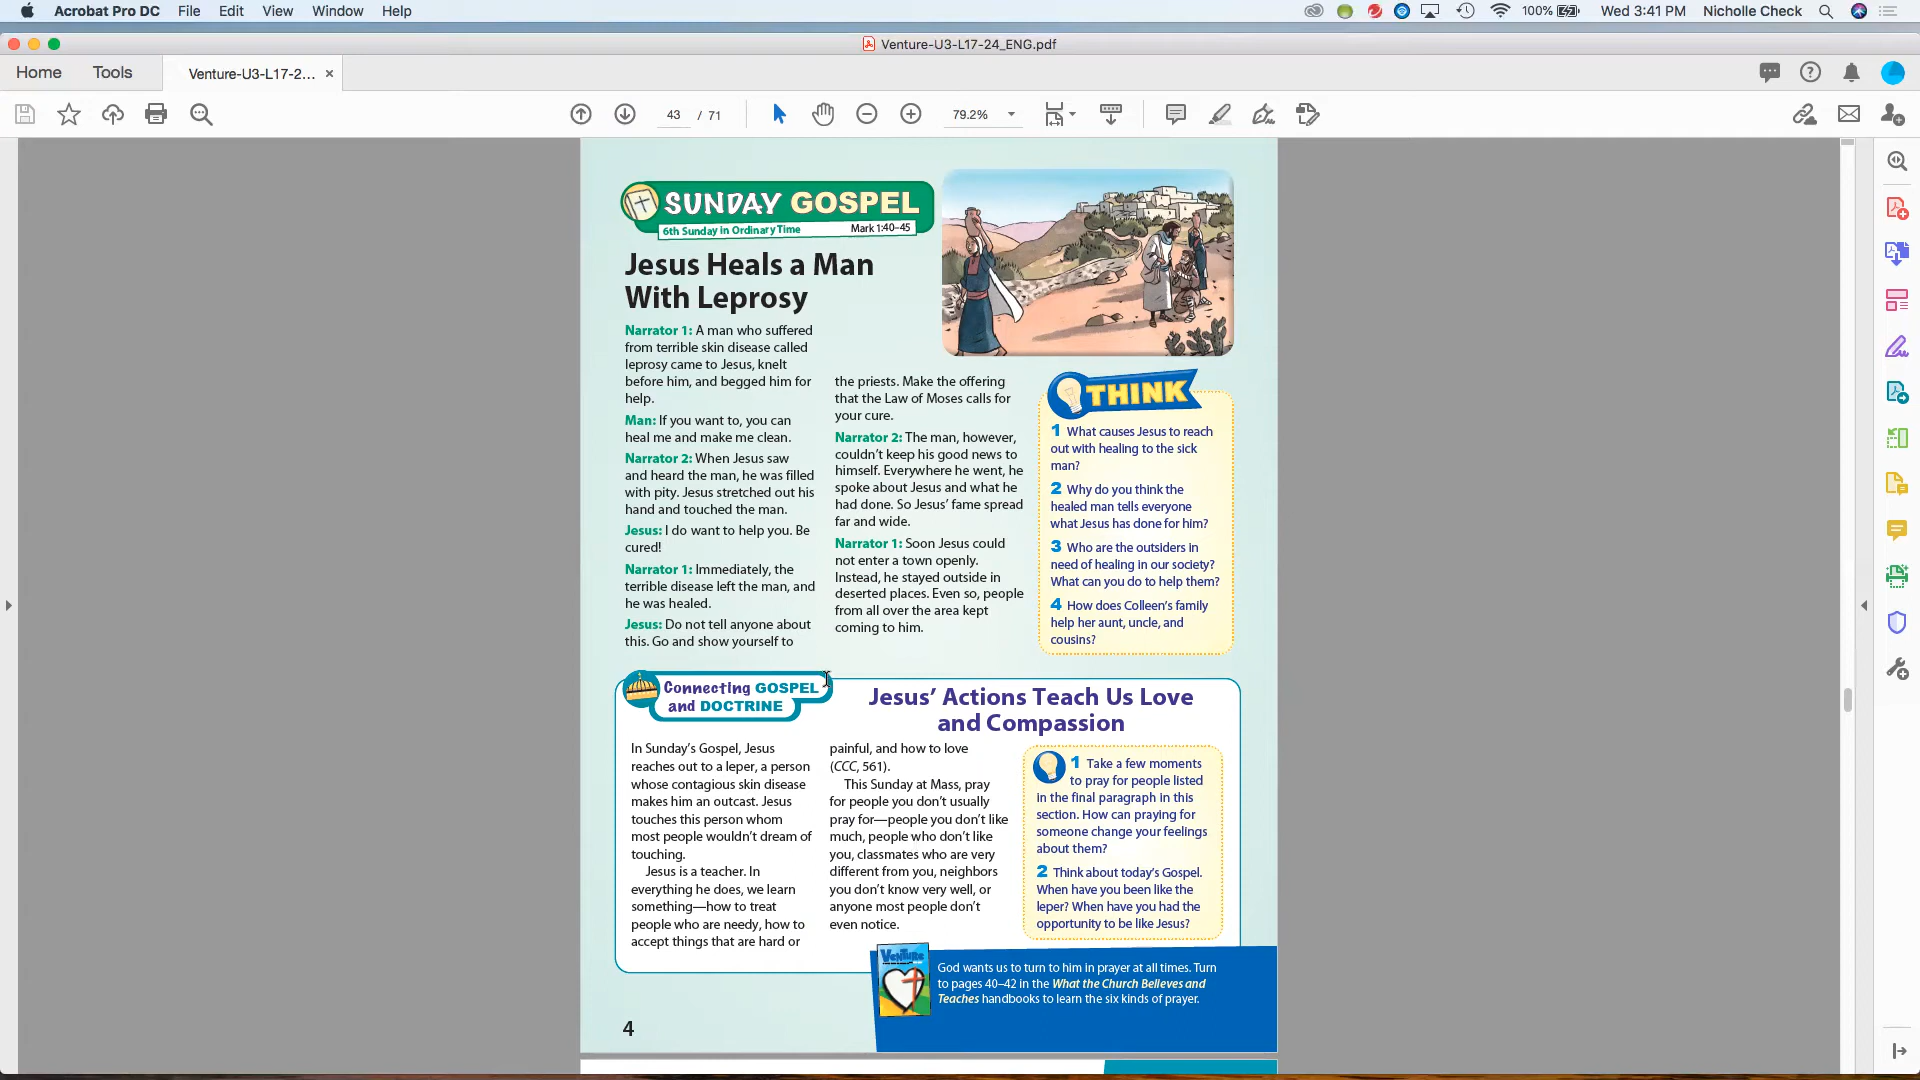 Acrobat Pro DC File Edit View Window Help 100% Wed 3:41 PM Nicholle Check
Venture-U3-L17-24_ENG.pdf
Home Tools Venture-U3-L17-2... ×
43 / 71 79.2%
SUNDAY GOSPEL
6th Sunday in Ordinary Time Mark 1:40–45
Jesus Heals a Man
With Leprosy
Narrator 1: A man who suffered
from terrible skin disease called
leprosy came to Jesus, knelt
before him, and begged him for
help.
Man: If you want to, you can
heal me and make me clean.
Narrator 2: When Jesus saw
and heard the man, he was filled
with pity. Jesus stretched out his
hand and touched the man.
Jesus: I do want to help you. Be
cured!
Narrator 1: Immediately, the
terrible disease left the man, and
he was healed.
Jesus: Do not tell anyone about
this. Go and show yourself to
the priests. Make the offering
that the Law of Moses calls for
your cure.
Narrator 2: The man, however,
couldn't keep his good news to
himself. Everywhere he went, he
spoke about Jesus and what he
had done. So Jesus' fame spread
far and wide.
Narrator 1: Soon Jesus could
not enter a town openly.
Instead, he stayed outside in
deserted places. Even so, people
from all over the area kept
coming to him.
THINK
1 What causes Jesus to reach
out with healing to the sick
man?
2 Why do you think the
healed man tells everyone
what Jesus has done for him?
3 Who are the outsiders in
need of healing in our society?
What can you do to help them?
4 How does Colleen's family
help her aunt, uncle, and
cousins?
Connecting GOSPEL
and DOCTRINE
Jesus' Actions Teach Us Love
and Compassion
In Sunday's Gospel, Jesus
reaches out to a leper, a person
whose contagious skin disease
makes him an outcast. Jesus
touches this person whom
most people wouldn't dream of
touching.
Jesus is a teacher. In
everything he does, we learn
something—how to treat
people who are needy, how to
accept things that are hard or
painful, and how to love
(CCC, 561).
This Sunday at Mass, pray
for people you don't usually
pray for—people you don't like
much, people who don't like
you, classmates who are very
different from you, neighbors
you don't know very well, or
anyone most people don't
even notice.
1 Take a few moments
to pray for people listed
in the final paragraph in this
section. How can praying for
someone change your feelings
about them?
2 Think about today's Gospel.
When have you been like the
leper? When have you had the
opportunity to be like Jesus?
VENTURE
God wants us to turn to him in prayer at all times. Turn
to pages 40–42 in the What the Church Believes and
Teaches handbooks to learn the six kinds of prayer.
4